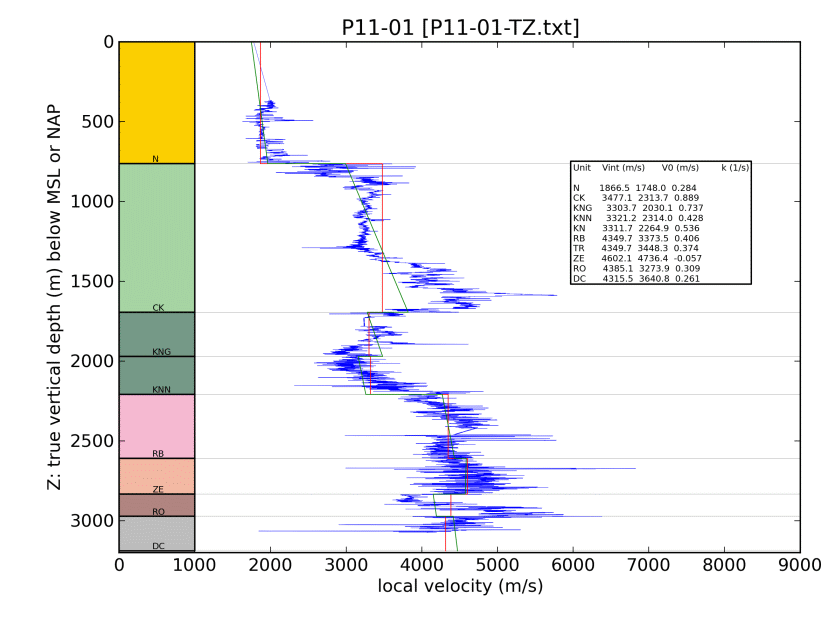 P11-01 [P11-01-TZ.txt]
0
500
1000
1500
2000
2500
3000
Z: true vertical depth (m) below MSL or NAP
N
CK
KNG
KNN
RB
ZE
RO
DC
Unit Vint (m/s) V0 (m/s) k (1/s)
N 1866.5 1748.0 0.284
CK 3477.1 2313.7 0.889
KNG 3303.7 2030.1 0.737
KNN 3321.2 2314.0 0.428
KN 3311.7 2264.9 0.536
RB 4349.7 3373.5 0.406
TR 4349.7 3448.3 0.374
ZE 4602.1 4736.4 -0.057
RO 4385.1 3273.9 0.309
DC 4315.5 3640.8 0.261
0 1000 2000 3000 4000 5000 6000 7000 8000 9000
local velocity (m/s)